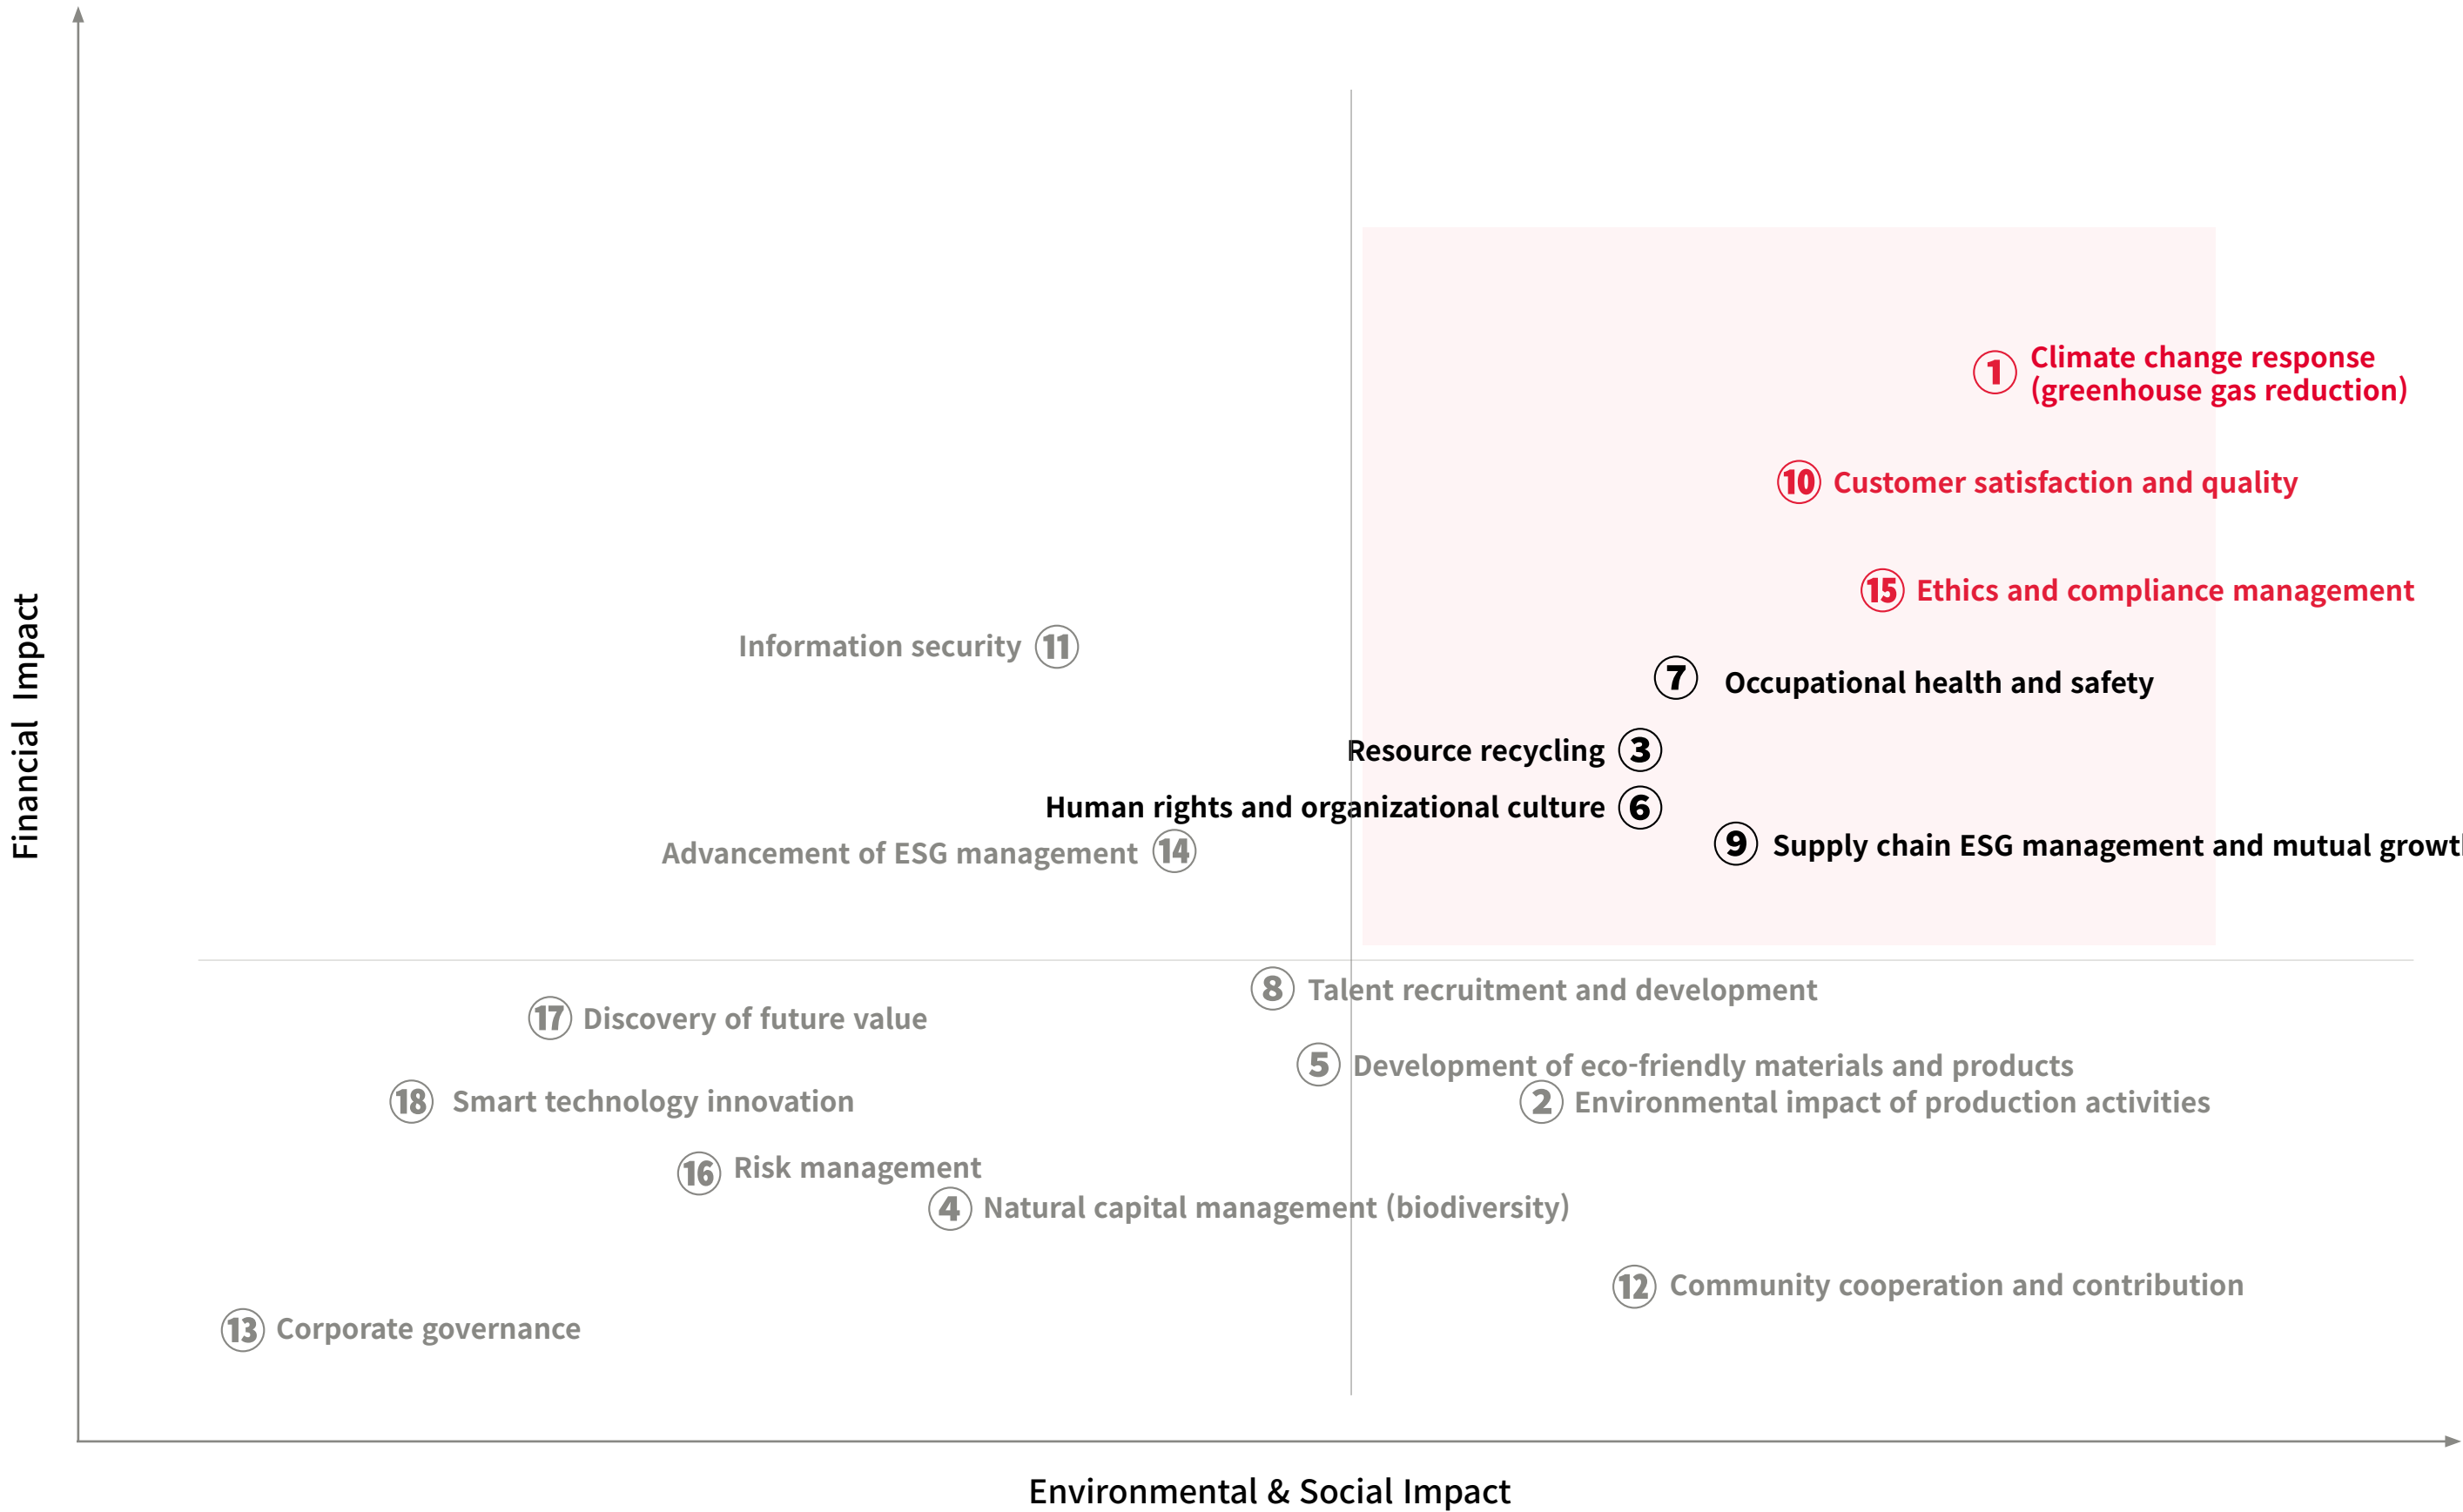 Financial Impact
1 Climate change response
(greenhouse gas reduction)
10 Customer satisfaction and quality
15 Ethics and compliance management
Information security 11
7 Occupational health and safety
Resource recycling 3
Human rights and organizational culture 6
9 Supply chain ESG management and mutual growth
Advancement of ESG management 14
8 Talent recruitment and development
17 Discovery of future value
5 Development of eco-friendly materials and products
18 Smart technology innovation
2 Environmental impact of production activities
16 Risk management
4 Natural capital management (biodiversity)
12 Community cooperation and contribution
13 Corporate governance
Environmental & Social Impact